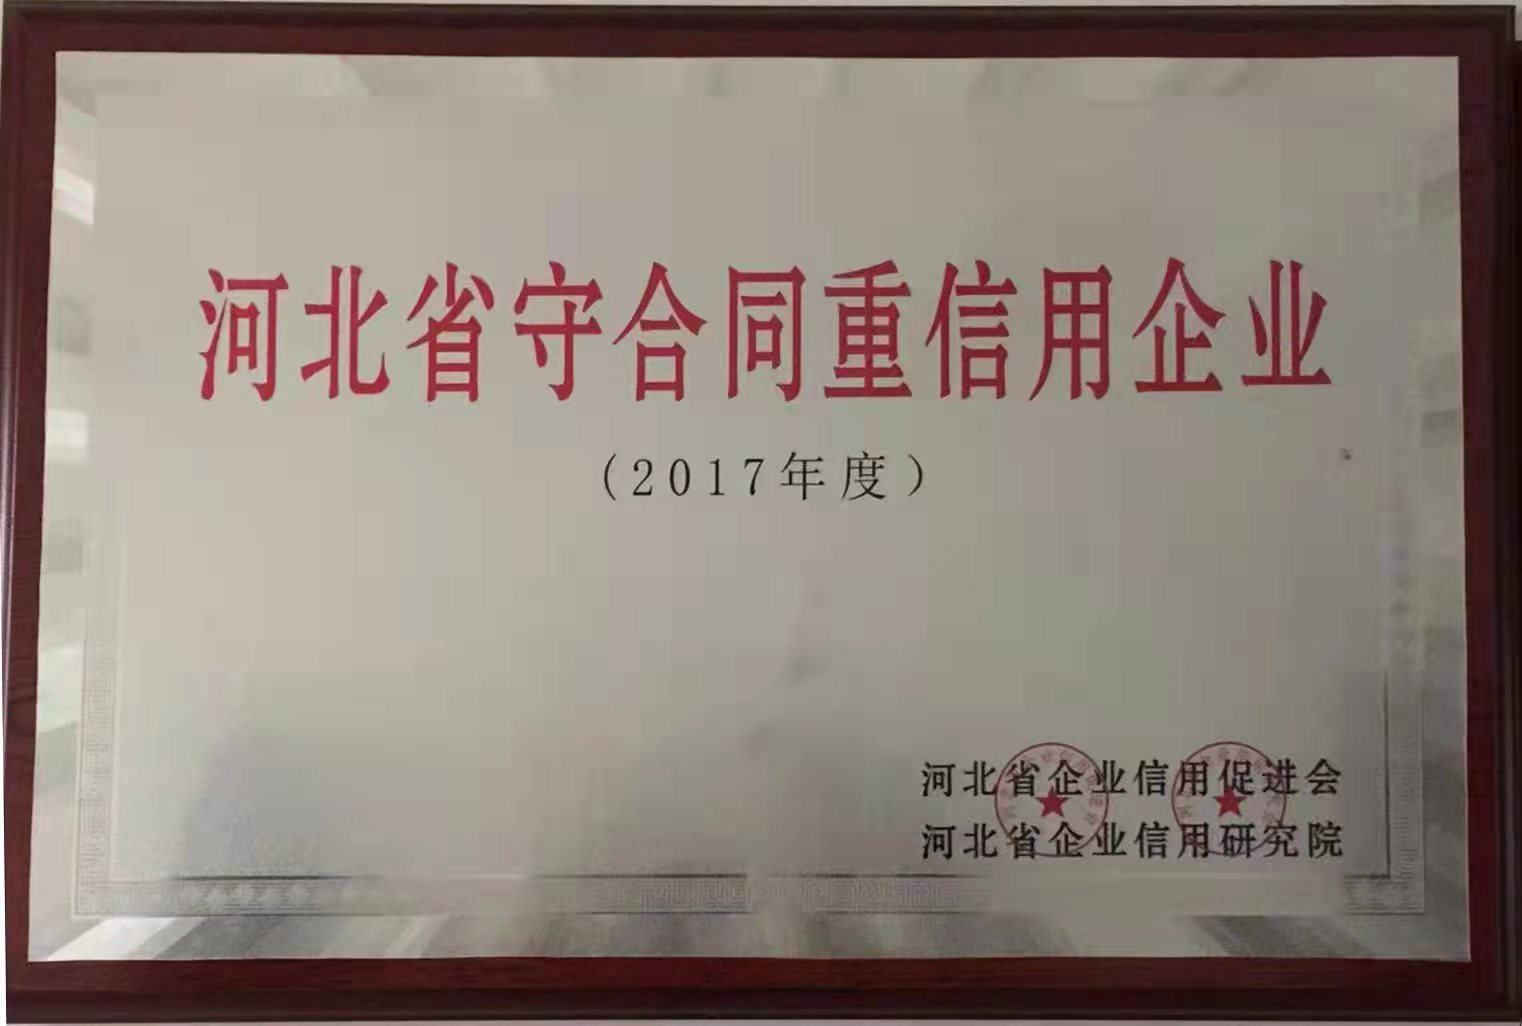 河北省守合同重信用企业
（2017年度）
河北省企业信用促进会
河北省企业信用研究院